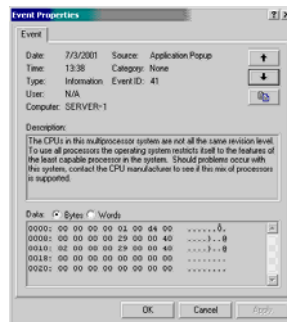 Event Properties
Event
Date: 7/3/2001 Source: Application Popup
Time: 13:38 Category: None
Type: Information Event ID: 41
User: N/A
Computer: SERVER-1
Description:
The CPUs in this multiprocessor system are not all the same revision level.
To use all processors the operating system restricts itself to the features of
the least capable processor in the system. Should problems occur with
this system, contact the CPU manufacturer to see if this mix of processors
is supported.
Data: Bytes Words
0000: 00 00 00 00 01 00 d4 00 ......Ô.
0008: 00 00 00 00 29 00 00 40 ....)..@
0010: 02 00 00 00 29 00 00 40 ....)..@
0018: 00 00 00 00 00 00 00 00 ........
0020: 00 00 00 00 00 00 00 00 ........
OK Cancel Apply